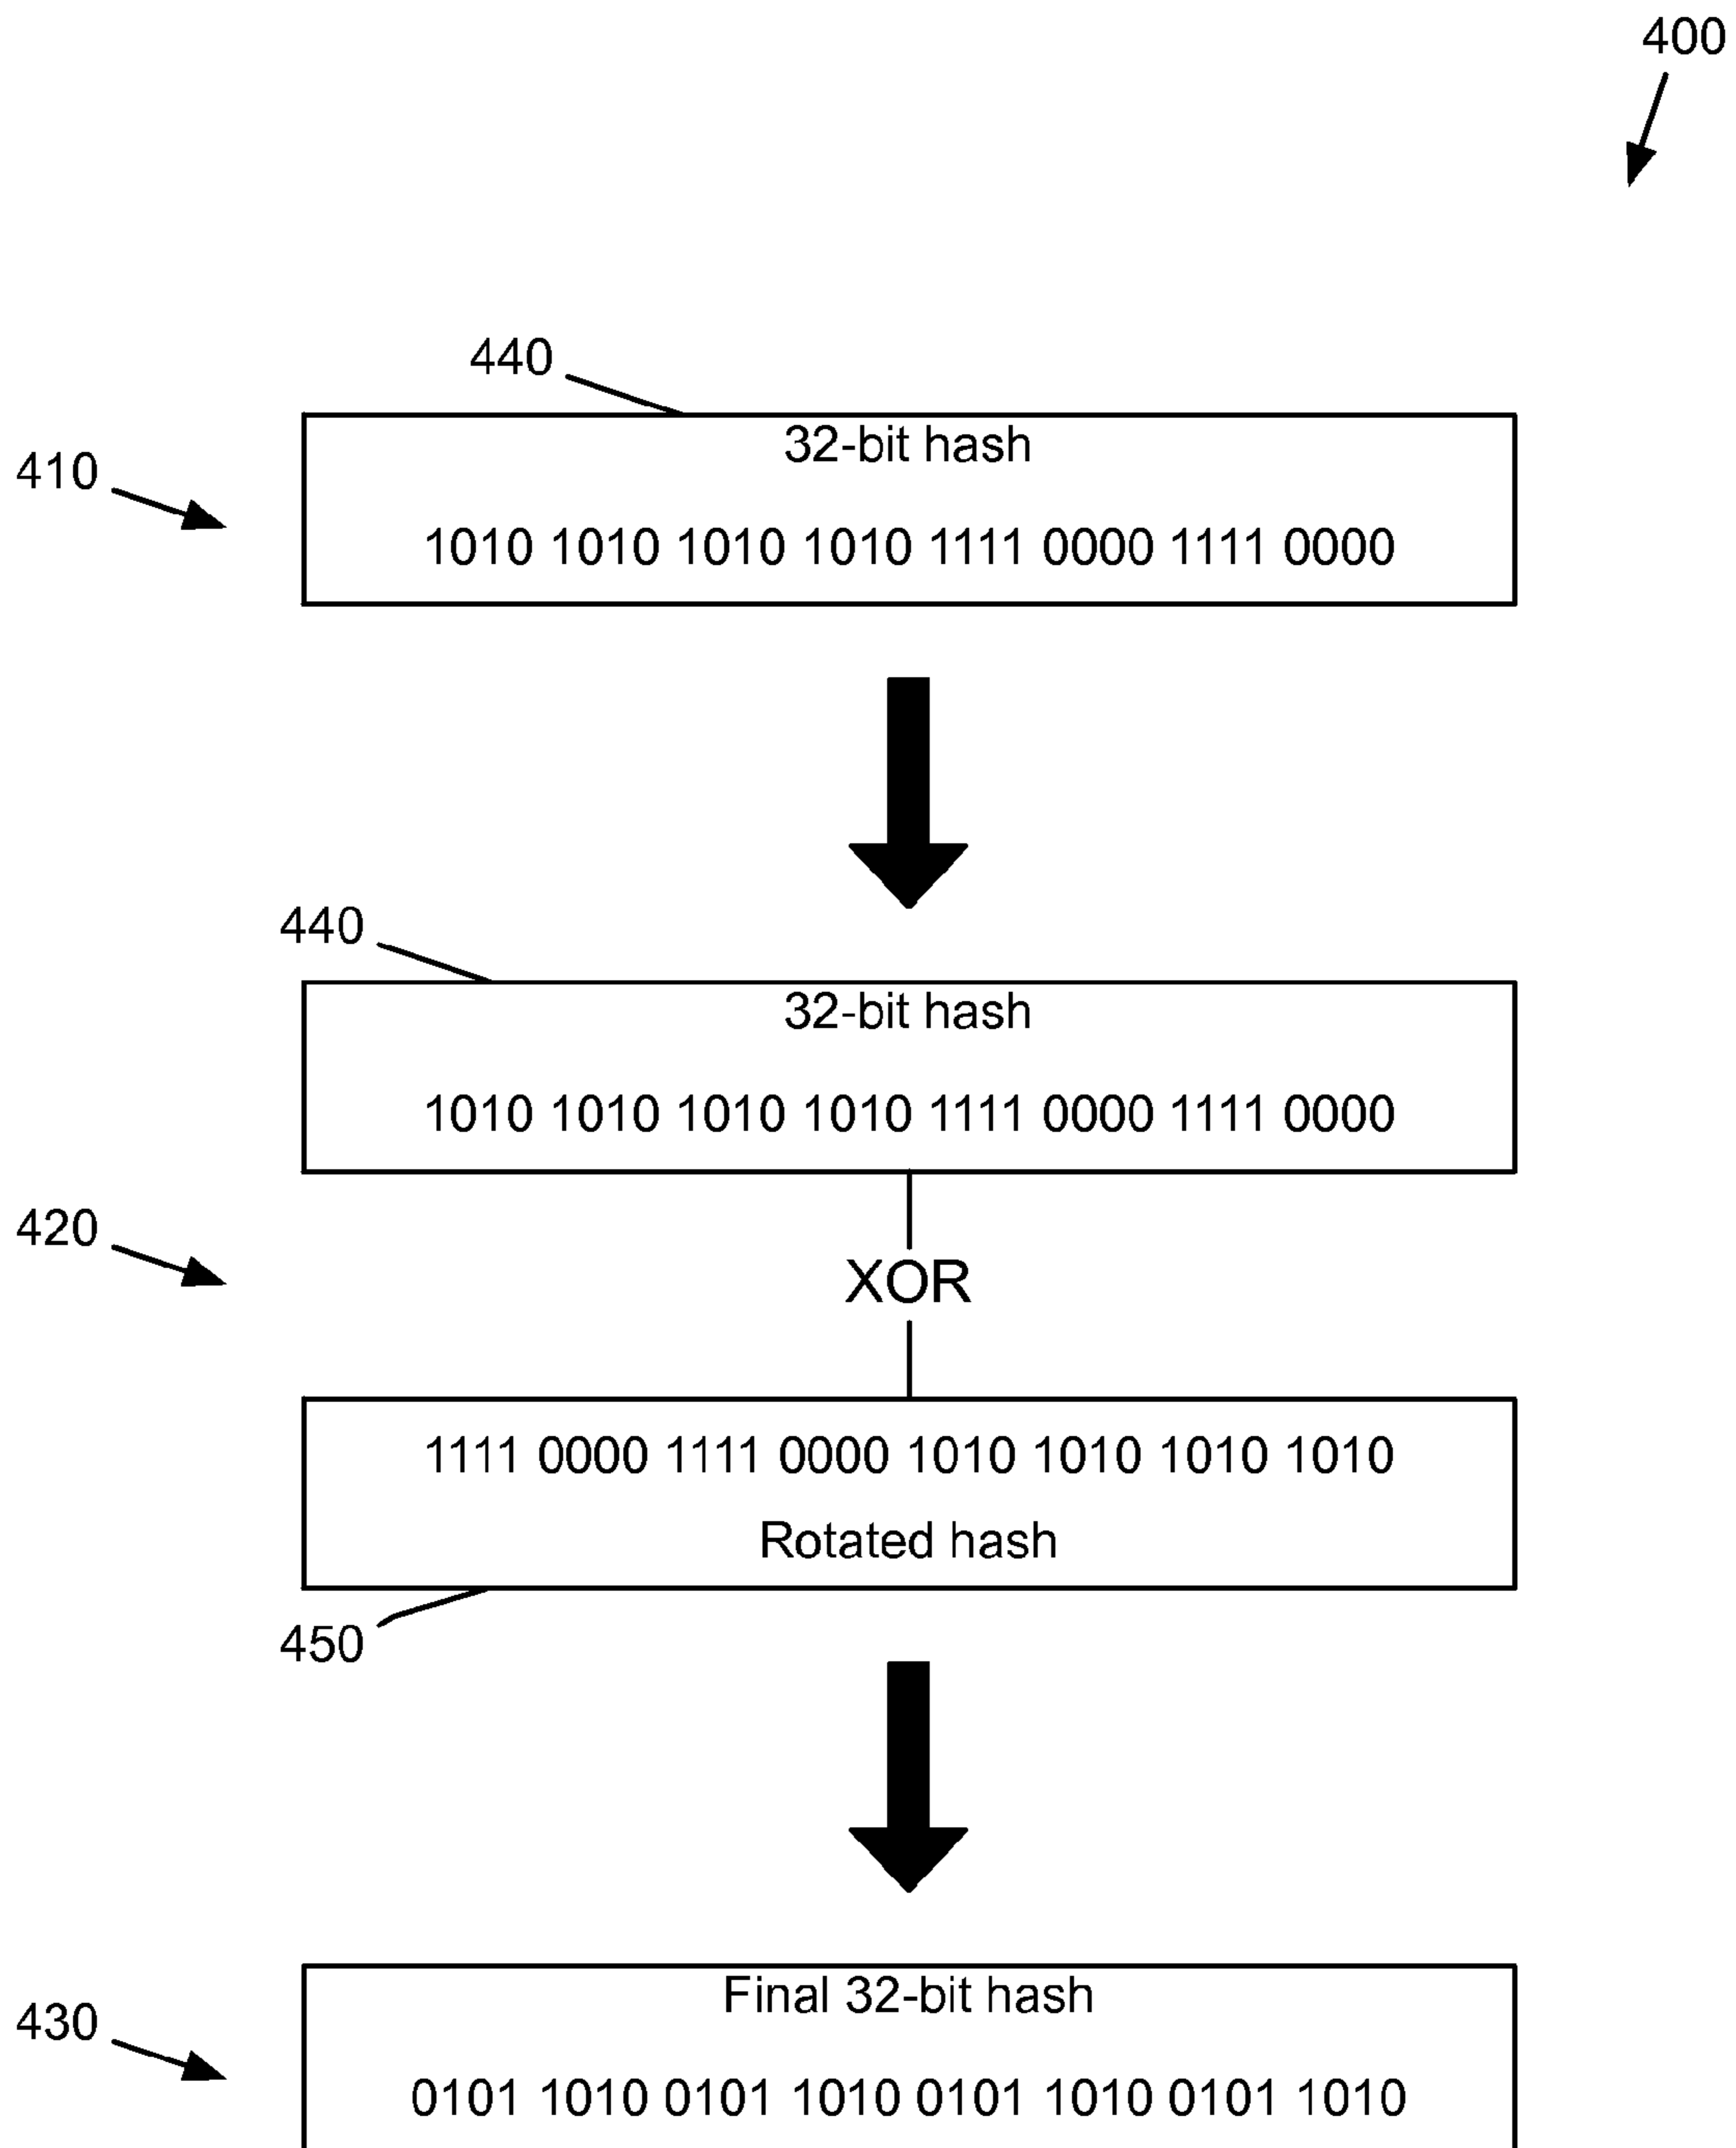 400
440
32-bit hash
410
1010 1010 1010 1010 1111 0000 1111 0000
440
32-bit hash
1010 1010 1010 1010 1111 0000 1111 0000
420
XOR
1111 0000 1111 0000 1010 1010 1010 1010
Rotated hash
450
Final 32-bit hash
430
0101 1010 0101 1010 0101 1010 0101 1010